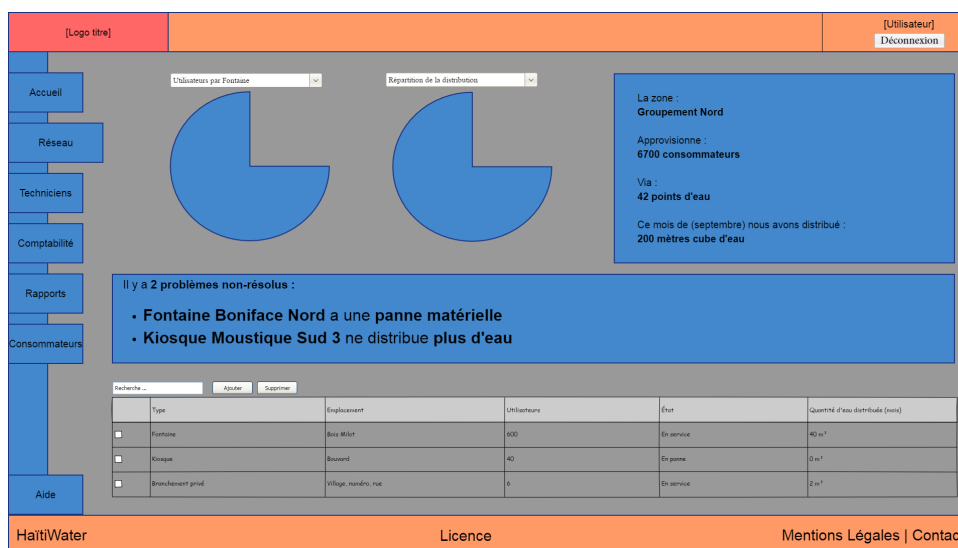 [Logo titre]
[Utilisateur]
Déconnexion
Accueil
Réseau
Techniciens
Comptabilité
Rapports
Consommateurs
Aide
Utilisateurs par Fontaine
Répartition de la distribution
La zone :
Groupement Nord
Approvisionne :
6700 consommateurs
Via :
42 points d'eau
Ce mois de (septembre) nous avons distribué :
200 mètres cube d'eau
Il y a 2 problèmes non-résolus :
• Fontaine Boniface Nord a une panne matérielle
• Kiosque Moustique Sud 3 ne distribue plus d'eau
Recherche ... Ajouter Supprimer
Type Emplacement Utilisateurs État Quantité d'eau distribuée (mois)
Fontaine Bois Milot 600 En service 40 m³
Kiosque Bouvard 40 En panne 0 m³
Branchement privé Village, numéro, rue 6 En service 2 m³
HaïtiWater Licence Mentions Légales | Contac